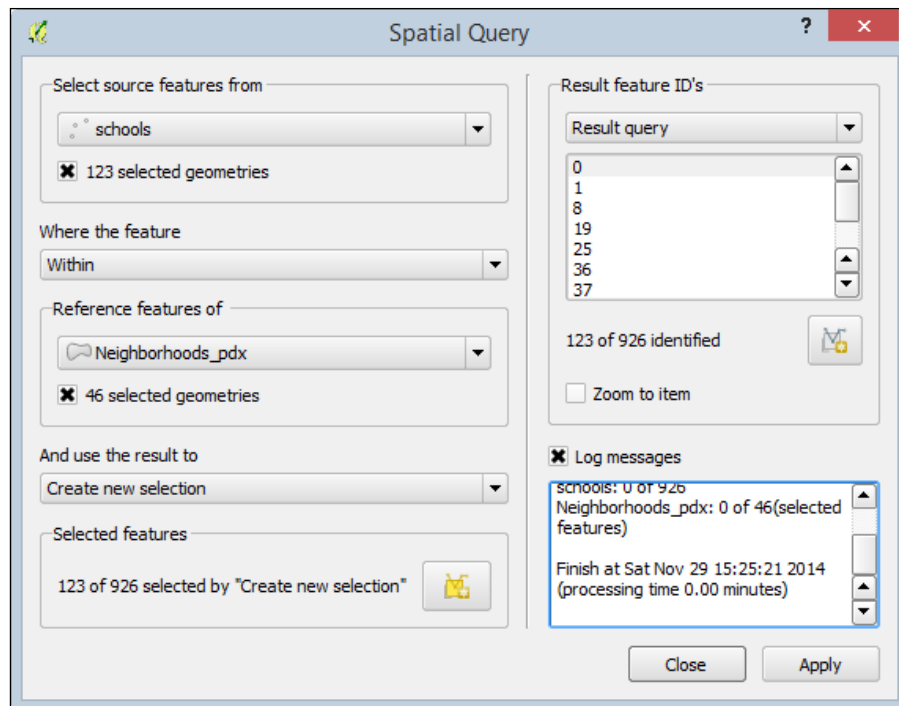 Spatial Query
?
Select source features from
schools
123 selected geometries
Where the feature
Within
Reference features of
Neighborhoods_pdx
46 selected geometries
And use the result to
Create new selection
Selected features
123 of 926 selected by "Create new selection"
Result feature ID's
Result query
0
1
8
19
25
36
37
123 of 926 identified
Zoom to item
Log messages
schools: 0 of 926
Neighborhoods_pdx: 0 of 46(selected
features)
Finish at Sat Nov 29 15:25:21 2014
(processing time 0.00 minutes)
Close
Apply